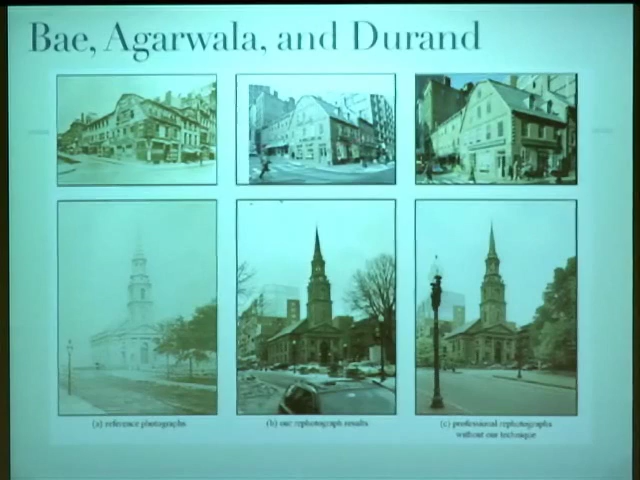 Bae, Agarwala, and Durand
(a) reference photographs
(b) our rephotograph results
(c) professional rephotographs
without our technique